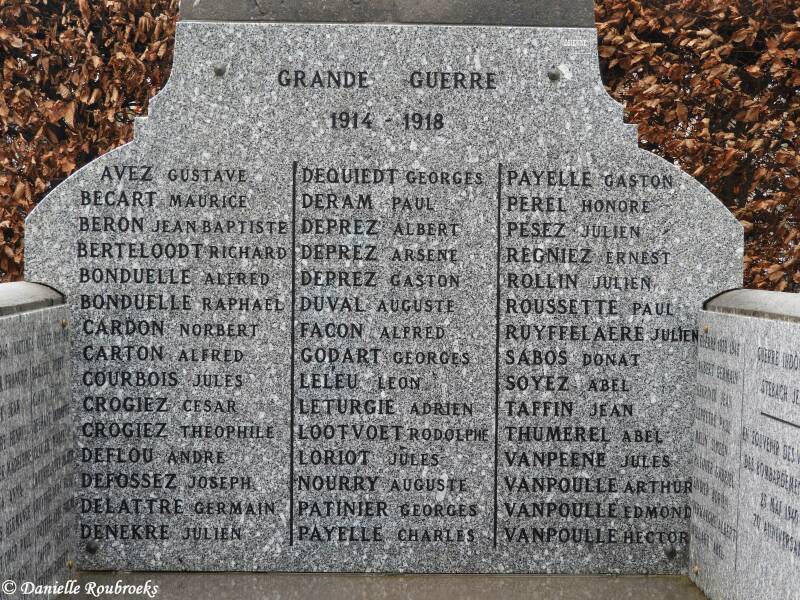 GRANDE GUERRE
1914 - 1918
AVEZ GUSTAVE
BECART MAURICE
BERON JEAN BAPTISTE
BERTELOODT RICHARD
BONDUELLE ALFRED
BONDUELLE RAPHAEL
CARDON NORBERT
CARTON ALFRED
COURBOIS JULES
CROGIEZ CESAR
CROGIEZ THEOPHILE
DEFLOU ANDRE
DEFOSSEZ JOSEPH
DELATTRE GERMAIN
DENEKRE JULIEN
DEQUIEDT GEORGES
DERAM PAUL
DEPREZ ALBERT
DEPREZ ARSENE
DEPREZ GASTON
DUVAL AUGUSTE
FACON ALFRED
GODART GEORGES
LELEU LEON
LETURGIE ADRIEN
LOOTVOET RODOLPHE
LORIOT JULES
NOURRY AUGUSTE
PATINIER GEORGES
PAYELLE CHARLES
PAYELLE GASTON
PEREL HONORE
PESEZ JULIEN
REGNIEZ ERNEST
ROLLIN JULIEN
ROUSSETTE PAUL
RUYFFELAERE JULIEN
SABOS DONAT
SOYEZ ABEL
TAFFIN JEAN
THUMEREL ABEL
VANPEENE JULES
VANPOULLE ARTHUR
VANPOULLE EDMOND
VANPOULLE HECTOR
GUERRE
EN SOUVENIR DES
© Danielle Roubroeks